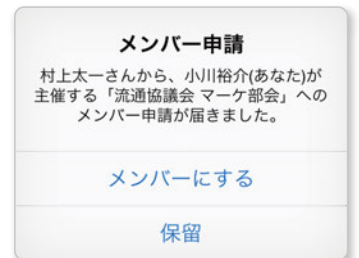 メンバー申請
村上太一さんから、小川裕介(あなた)が
主催する「流通協議会 マーケ部会」への
メンバー申請が届きました。
メンバーにする
保留